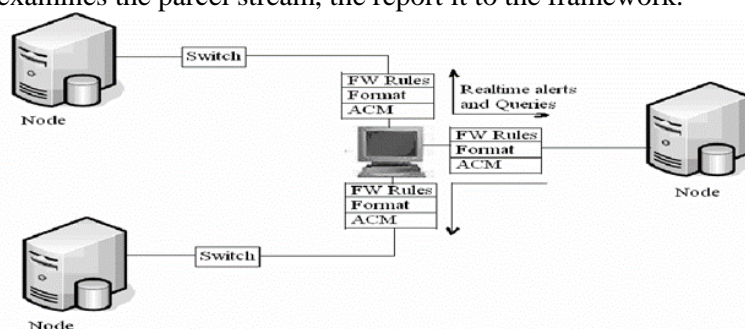 examines the parcel stream, the report it to the framework.
Switch
FW Rules
Format
ACM
Realtime alerts
and Queries
Node
FW Rules
Format
ACM
Node
FW Rules
Format
ACM
Switch
Node